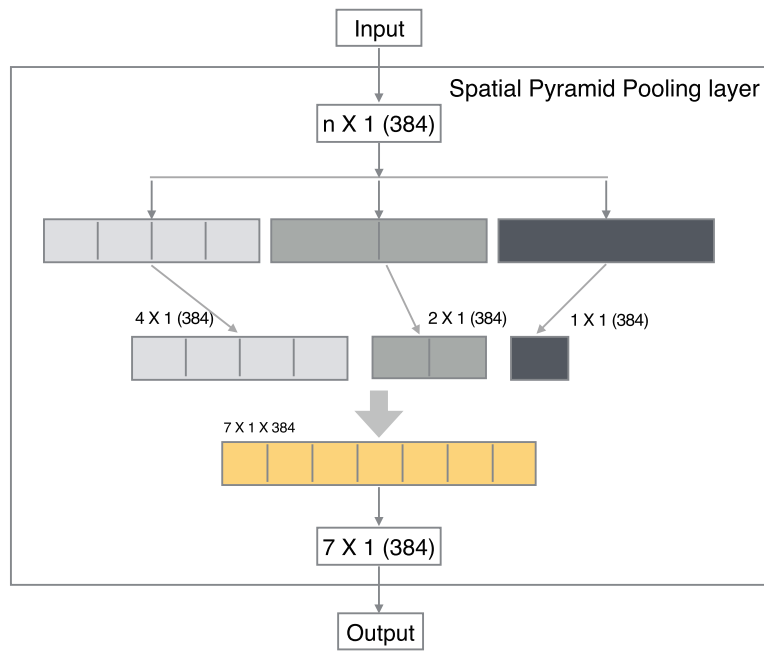 Input
Spatial Pyramid Pooling layer
n X 1 (384)
4 X 1 (384)
2 X 1 (384)
1 X 1 (384)
7 X 1 X 384
7 X 1 (384)
Output